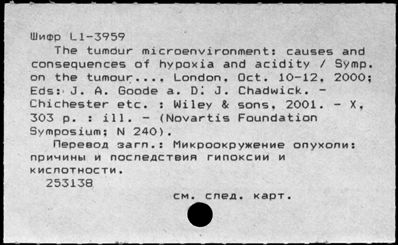 Шифр L1-3959
The tumour microenvironment: causes and
consequences of hypoxia and acidity / Symp.
on the tumour..., London, Oct. 10-12, 2000;
Eds: J. A. Goode a. D. J. Chadwick. -
Chichester etc. : Wiley & sons, 2001. - X,
303 p. : ill. - (Novartis Foundation
Symposium; N 240).
Перевод загл.: Микроокружение опухоли:
причины и последствия гипоксии и
кислотности.
253138
см. след. карт.